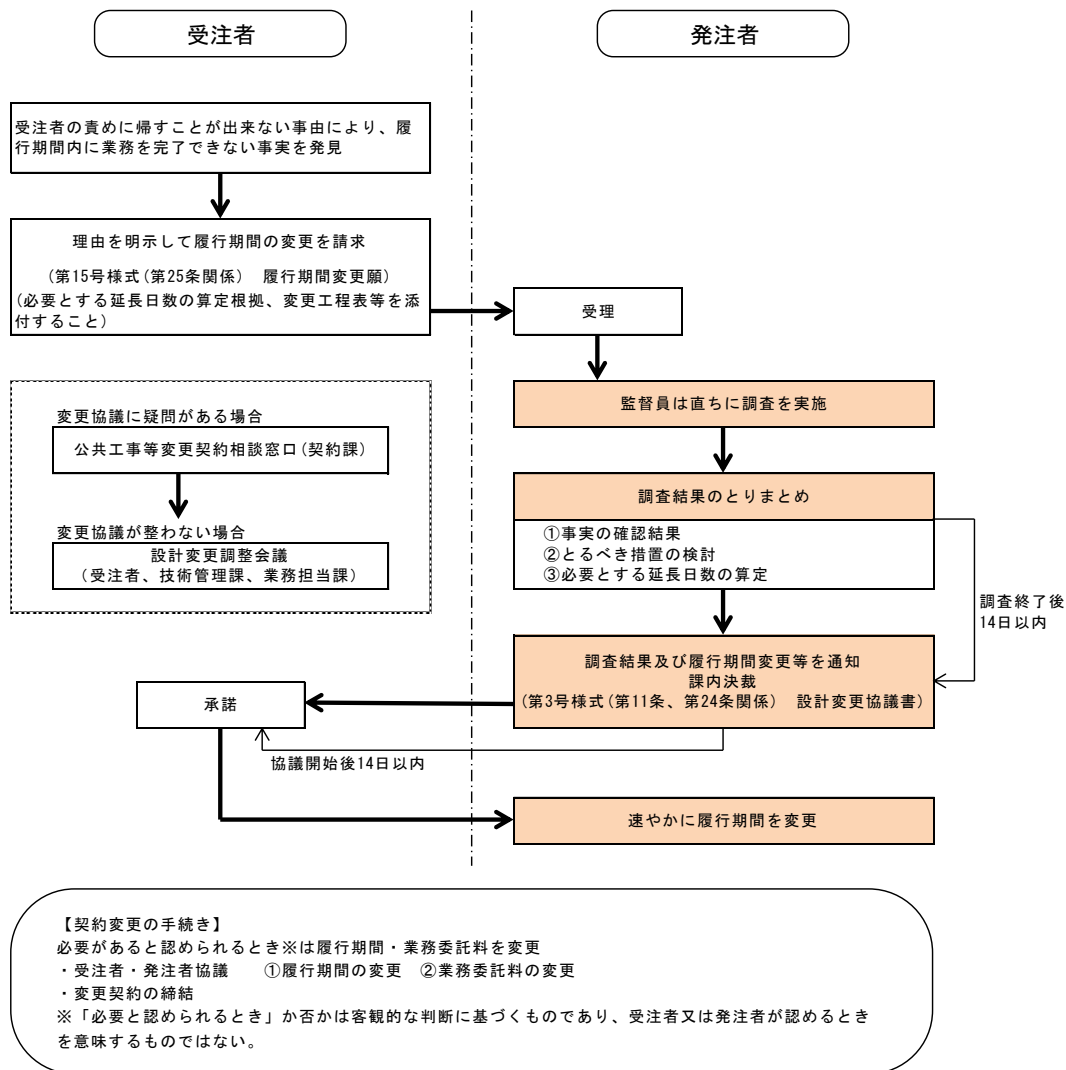 受注者
発注者
受注者の責めに帰すことが出来ない事由により、履
行期間内に業務を完了できない事実を発見
理由を明示して履行期間の変更を請求
(第15号様式(第25条関係) 履行期間変更願)
(必要とする延長日数の算定根拠、変更工程表等を添
付すること)
受理
監督員は直ちに調査を実施
変更協議に疑問がある場合
公共工事等変更契約相談窓口(契約課)
変更協議が整わない場合
設計変更調整会議
(受注者、技術管理課、業務担当課)
調査結果のとりまとめ
①事実の確認結果
②とるべき措置の検討
③必要とする延長日数の算定
調査終了後
14日以内
調査結果及び履行期間変更等を通知
課内決裁
(第3号様式(第11条、第24条関係) 設計変更協議書)
承諾
協議開始後14日以内
速やかに履行期間を変更
【契約変更の手続き】
必要があると認められるとき※は履行期間・業務委託料を変更
・受注者・発注者協議 ①履行期間の変更 ②業務委託料の変更
・変更契約の締結
※「必要と認められるとき」か否かは客観的な判断に基づくものであり、受注者又は発注者が認めるとき
を意味するものではない。